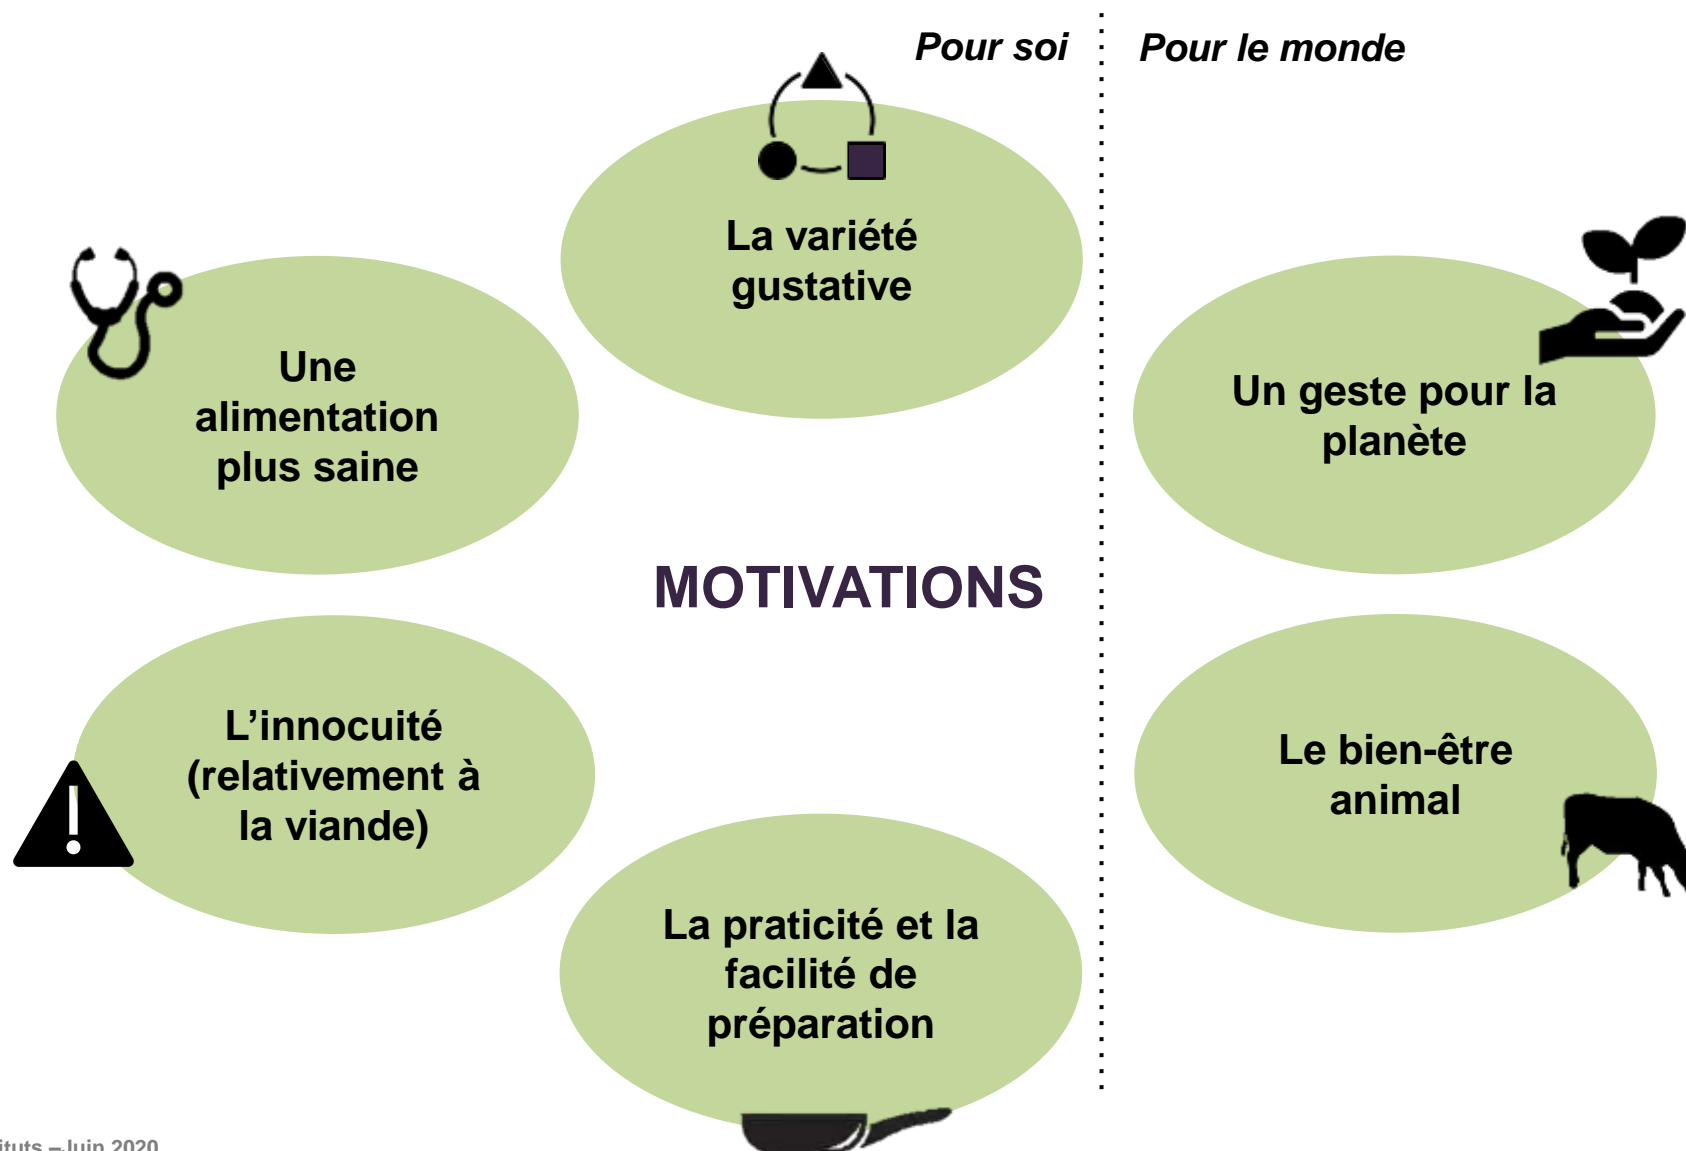 Pour soi
Pour le monde
La variété
gustative
Une
alimentation
plus saine
Un geste pour la
planète
MOTIVATIONS
L’innocuité
(relativement à
la viande)
Le bien-être
animal
La praticité et la
facilité de
préparation
–Juin 2020